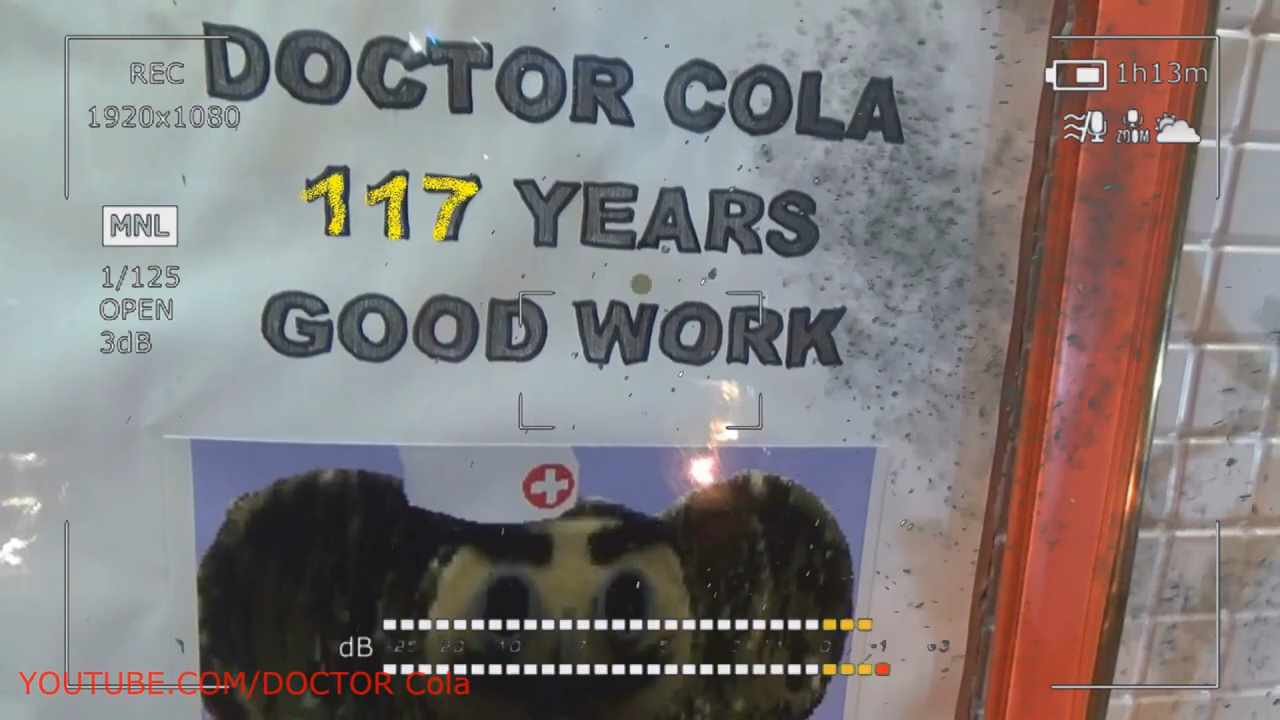 DOCTOR COLA
REC
1920x1080
1h13m
ZOOM
117 YEARS
MNL
1/125
OPEN
3dB
GOOD WORK
dB
YOUTUBE.COM/DOCTOR Cola